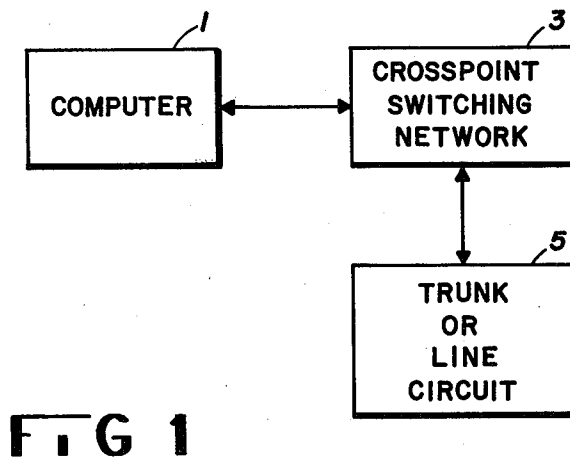 1
3
COMPUTER
CROSSPOINT
SWITCHING
NETWORK
5
TRUNK
OR
LINE
CIRCUIT
FIG 1